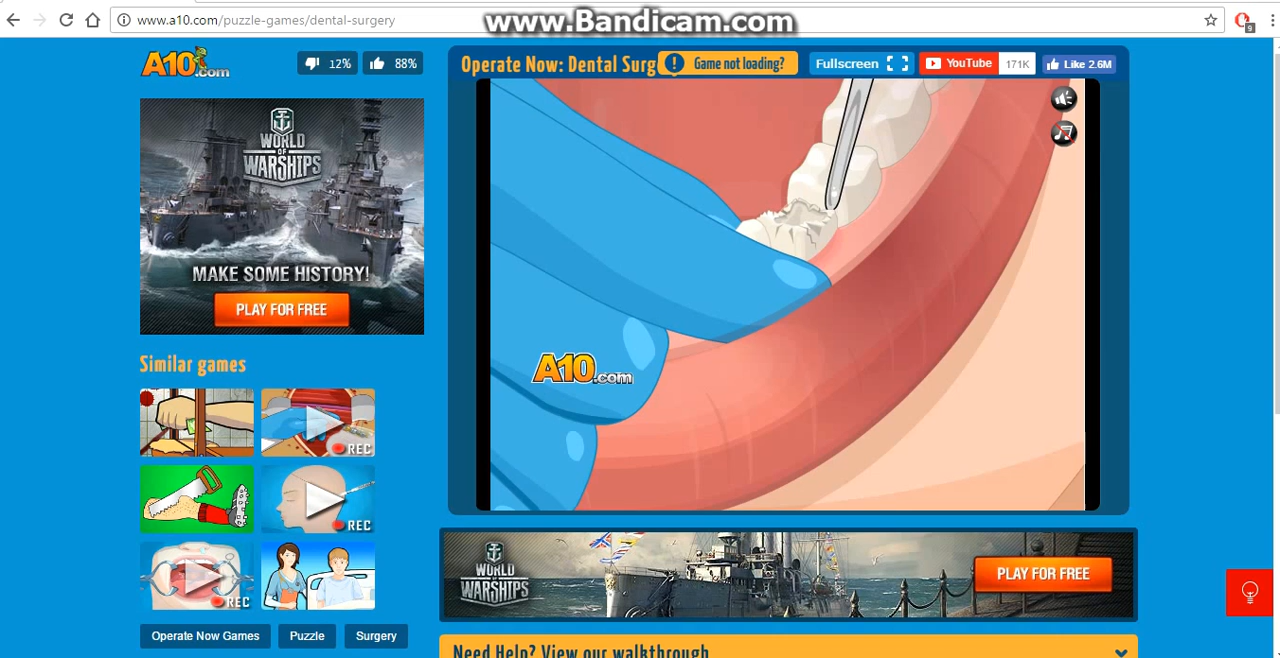 www.a10.com/puzzle-games/dental-surgery
www.Bandicam.com
9
A10.com
12%
88%
Operate Now: Dental Surg
Game not loading?
Fullscreen
YouTube
171K
Like 2.6M
WORLD
OF
WARSHIPS
MAKE SOME HISTORY!
PLAY FOR FREE
A10.com
Similar games
REC
REC
REC
Operate Now Games
Puzzle
Surgery
WORLD
OF
WARSHIPS
PLAY FOR FREE
Need Help? View our walkthrough